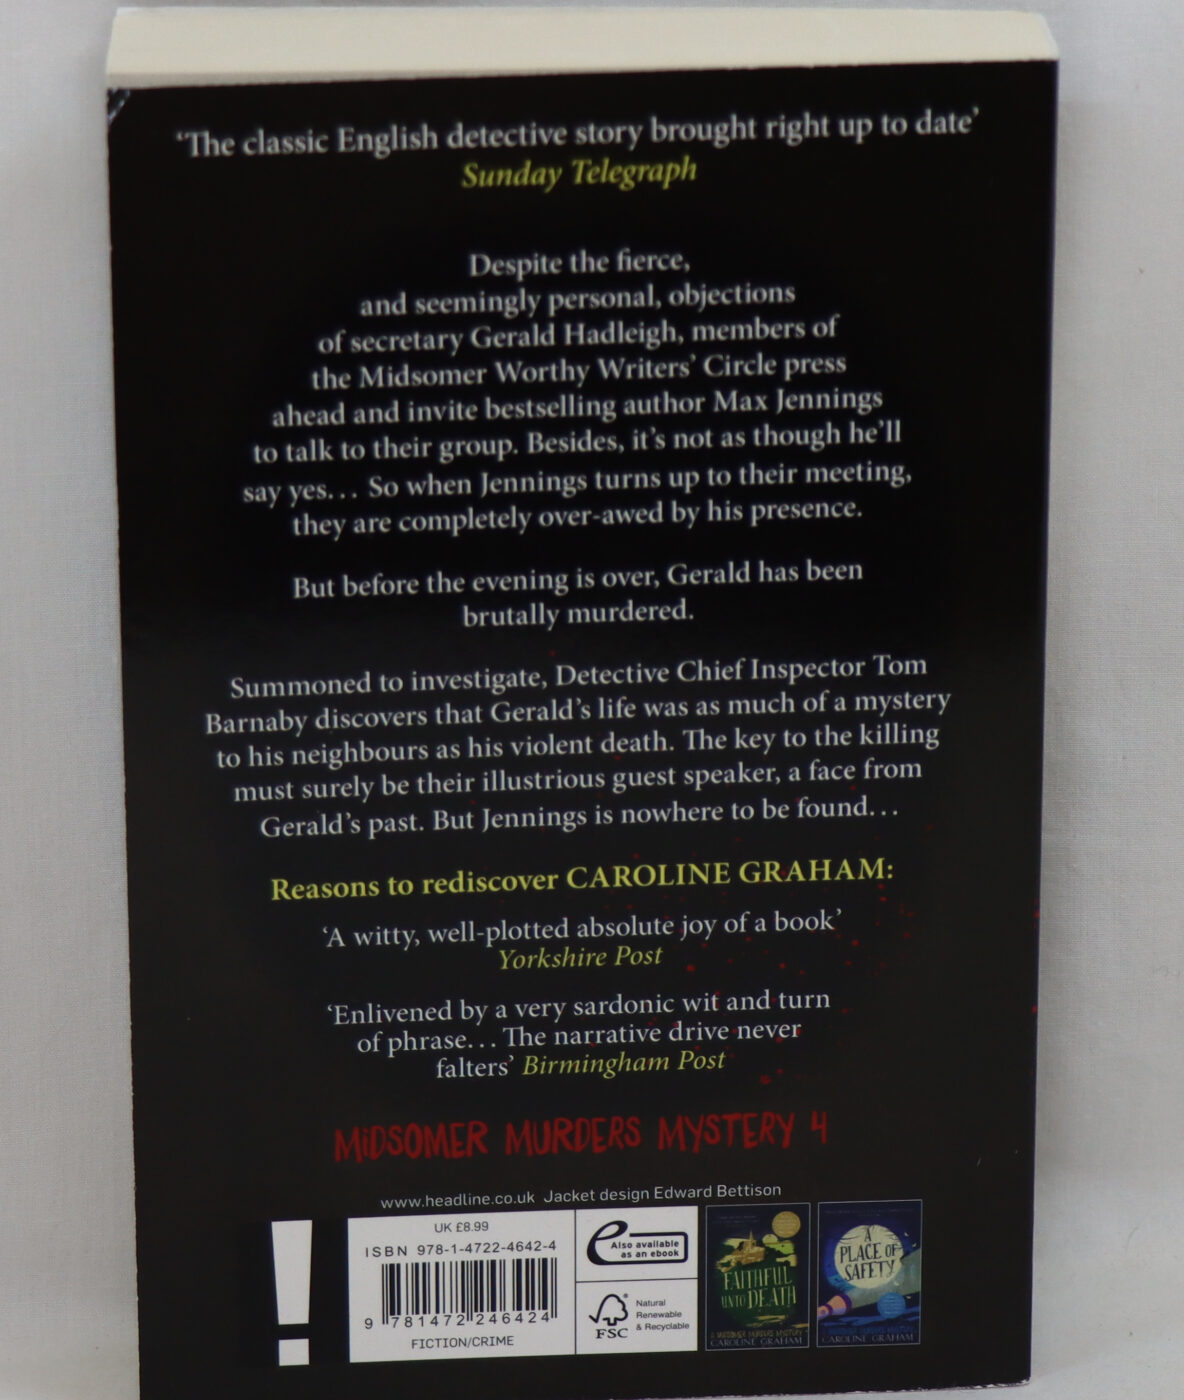 ‘The classic English detective story brought right up to date’
Sunday Telegraph
Despite the fierce,
and seemingly personal, objections
of secretary Gerald Hadleigh, members of
the Midsomer Worthy Writers’ Circle press
ahead and invite bestselling author Max Jennings
to talk to their group. Besides, it’s not as though he’ll
say yes… So when Jennings turns up to their meeting,
they are completely over-awed by his presence.
But before the evening is over, Gerald has been
brutally murdered.
Summoned to investigate, Detective Chief Inspector Tom
Barnaby discovers that Gerald’s life was as much of a mystery
to his neighbours as his violent death. The key to the killing
must surely be their illustrious guest speaker, a face from
Gerald’s past. But Jennings is nowhere to be found…
Reasons to rediscover CAROLINE GRAHAM:
‘A witty, well-plotted absolute joy of a book’
Yorkshire Post
‘Enlivened by a very sardonic wit and turn
of phrase… The narrative drive never
falters’ Birmingham Post
MIDSOMER MURDERS MYSTERY 4
www.headline.co.uk Jacket design Edward Bettison
!
UK £8.99
ISBN 978-1-4722-4642-4
9 781472 246424
FICTION/CRIME
e
Also available
as an ebook
FSC
Natural
Renewable
& Recyclable
FAITHFUL
UNTO DEATH
A MIDSOMER MURDERS MYSTERY
CAROLINE GRAHAM
A
PLACE OF
SAFETY
A MIDSOMER MURDERS MYSTERY
CAROLINE GRAHAM